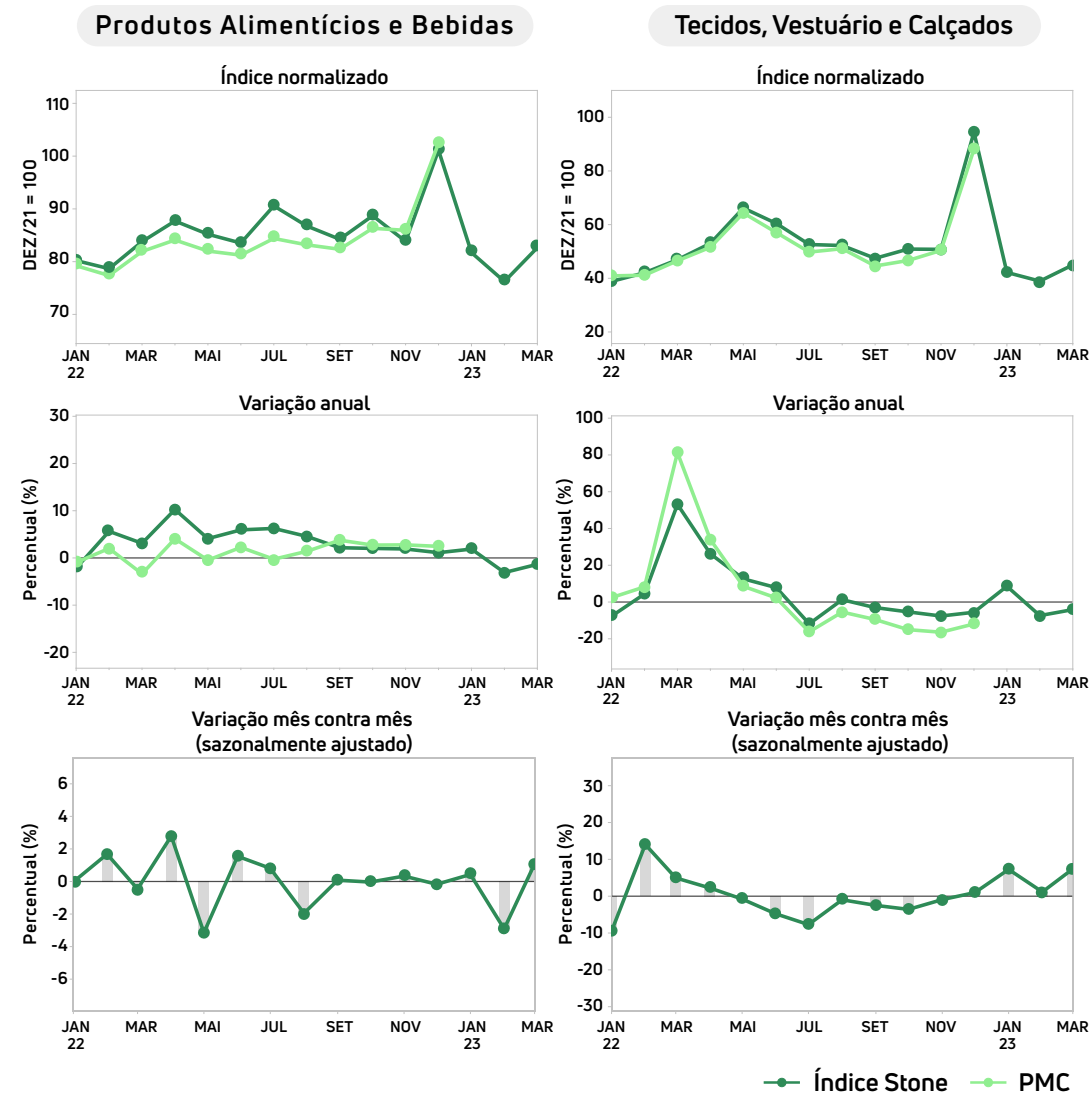 Produtos Alimentícios e Bebidas
Índice normalizado
DEZ/21 = 100
110
100
90
80
70
JAN MAR MAI JUL SET NOV JAN MAR
22 23
Variação anual
Percentual (%)
30
20
10
0
-10
-20
JAN MAR MAI JUL SET NOV JAN MAR
22 23
Variação mês contra mês
(sazonalmente ajustado)
Percentual (%)
6
4
2
0
-2
-4
-6
JAN MAR MAI JUL SET NOV JAN MAR
22 23
Tecidos, Vestuário e Calçados
Índice normalizado
DEZ/21 = 100
100
80
60
40
20
JAN MAR MAI JUL SET NOV JAN MAR
22 23
Variação anual
Percentual (%)
100
80
60
40
20
0
-20
JAN MAR MAI JUL SET NOV JAN MAR
22 23
Variação mês contra mês
(sazonalmente ajustado)
Percentual (%)
30
20
10
0
-10
-20
-30
JAN MAR MAI JUL SET NOV JAN MAR
22 23
Índice Stone PMC